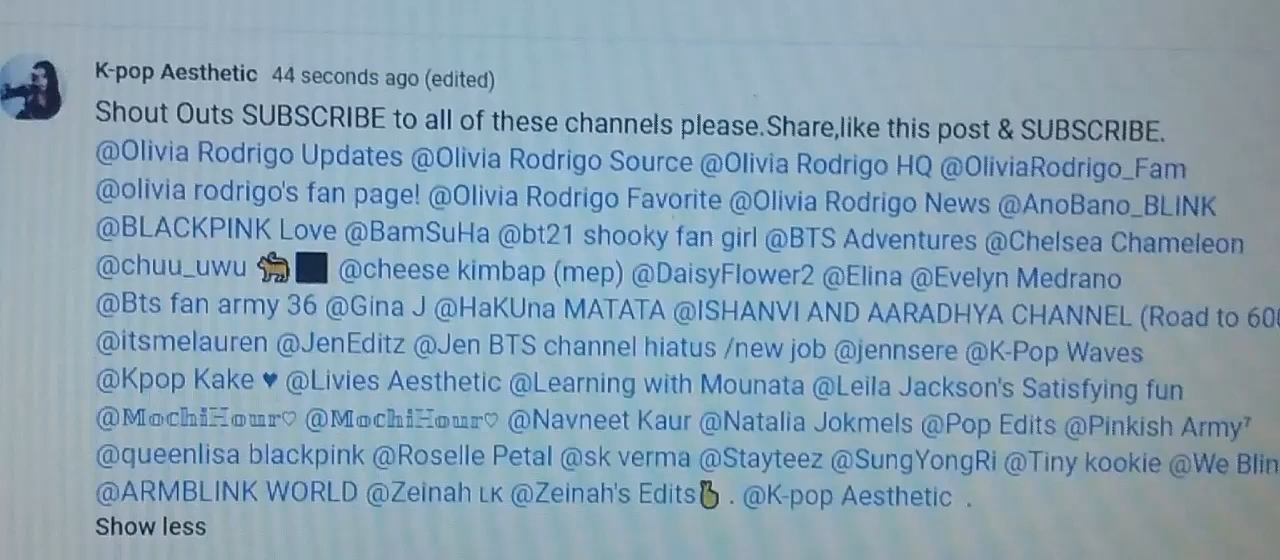 K-pop Aesthetic 44 seconds ago (edited)
Shout Outs SUBSCRIBE to all of these channels please.Share,like this post & SUBSCRIBE.
@Olivia Rodrigo Updates @Olivia Rodrigo Source @Olivia Rodrigo HQ @OliviaRodrigo_Fam
@olivia rodrigo's fan page! @Olivia Rodrigo Favorite @Olivia Rodrigo News @AnoBano_BLINK
@BLACKPINK Love @BamSuHa @bt21 shooky fan girl @BTS Adventures @Chelsea Chameleon
@chuu_uwu 🐅⬛ @cheese kimbap (mep) @DaisyFlower2 @Elina @Evelyn Medrano
@Bts fan army 36 @Gina J @HaKUna MATATA @ISHANVI AND AARADHYA CHANNEL (Road to 60
@itsmelauren @JenEditz @Jen BTS channel hiatus /new job @jennsere @K-Pop Waves
@Kpop Kake ♥ @Livies Aesthetic @Learning with Mounata @Leila Jackson's Satisfying fun
@𝕄𝕠𝕔𝕙𝕚ℍ𝕠𝕦𝕣♡ @𝕄𝕠𝕔𝕙𝕚ℍ𝕠𝕦𝕣♡ @Navneet Kaur @Natalia Jokmels @Pop Edits @Pinkish Army⁷
@queenlisa blackpink @Roselle Petal @sk verma @Stayteez @SungYongRi @Tiny kookie @We Blin
@ARMBLINK WORLD @Zeinah ʟᴋ @Zeinah's Edits🫰 . @K-pop Aesthetic .
Show less